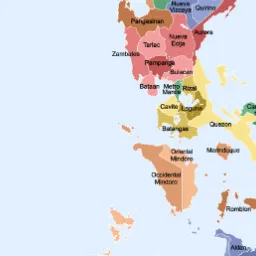 Nueva
Vizcaya
Quirino
Pangasinan
Aurora
Nueva
Ecija
Tarlac
Zambales
Pampanga
Bulacan
Bataan
Metro
Manila
Rizal
Cavite
Laguna
Batangas
Quezon
Marinduque
Oriental
Mindoro
Occidental
Mindoro
Romblon
Aklan